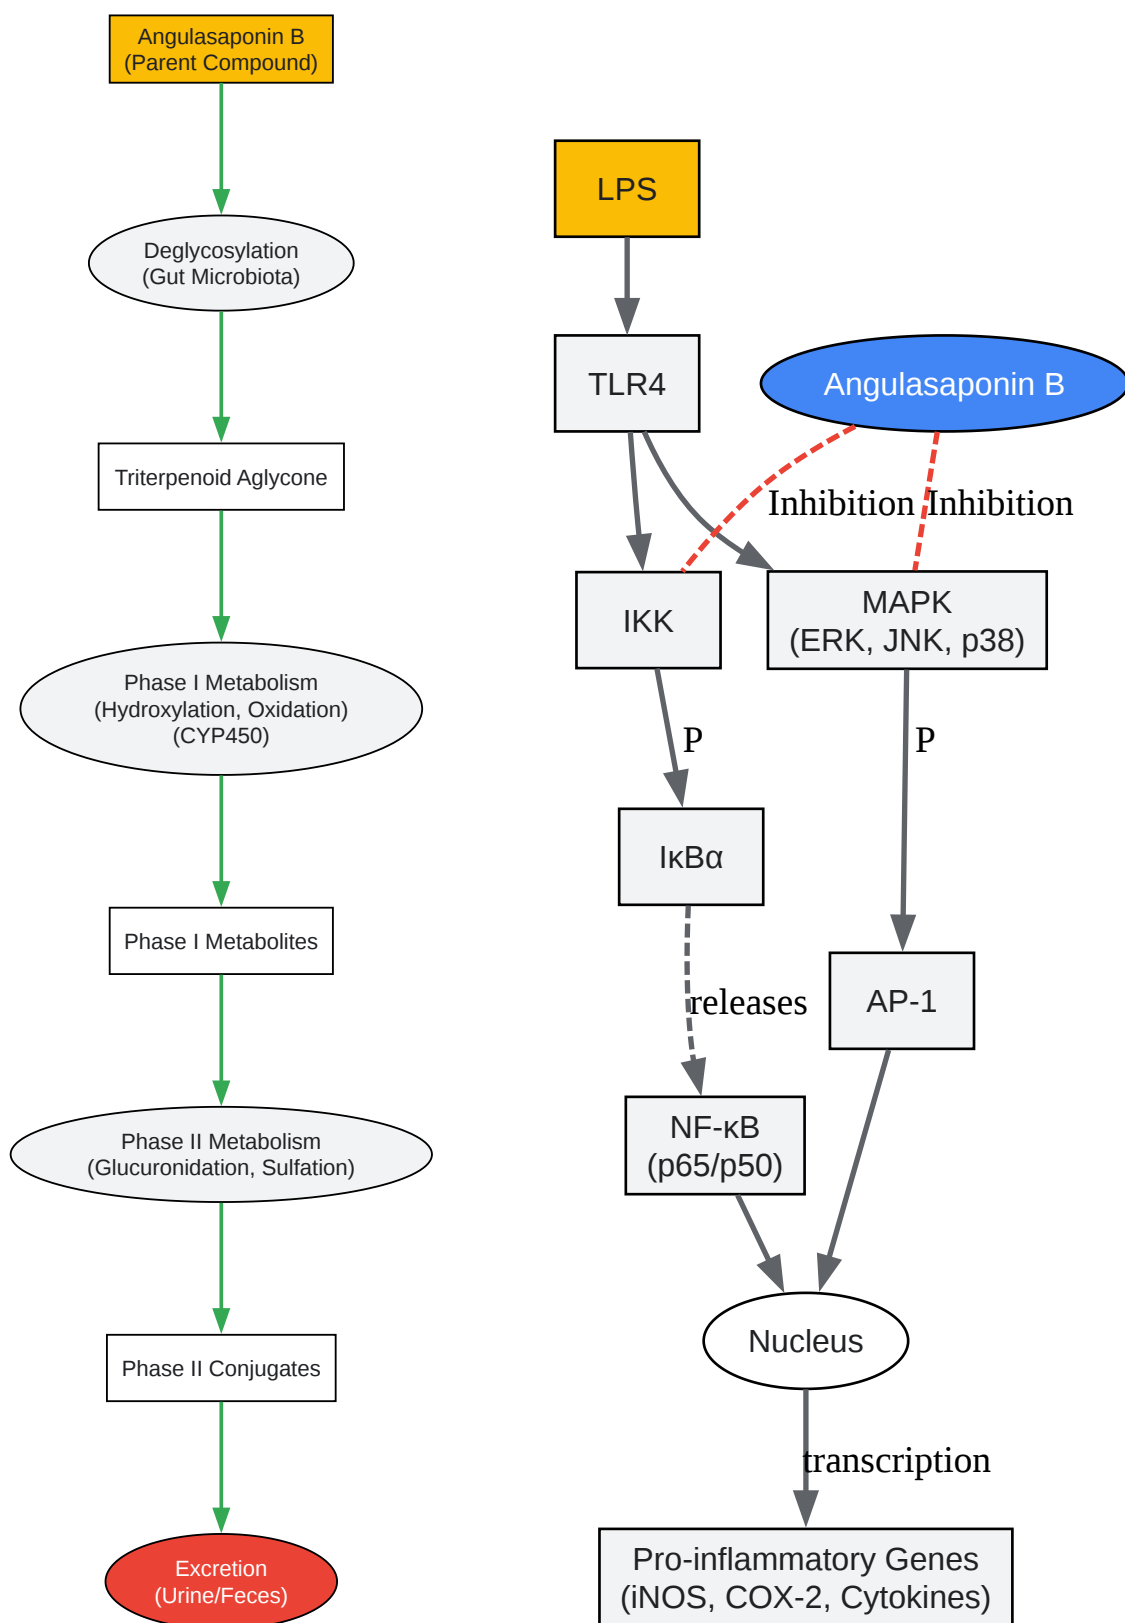 Angulasaponin B
(Parent Compound)
Deglycosylation
(Gut Microbiota)
Triterpenoid Aglycone
Phase I Metabolism
(Hydroxylation, Oxidation)
(CYP450)
Phase I Metabolites
Phase II Metabolism
(Glucuronidation, Sulfation)
Phase II Conjugates
Excretion
(Urine/Feces)
LPS
TLR4
Angulasaponin B
Inhibition
Inhibition
IKK
MAPK
(ERK, JNK, p38)
P
P
IκBα
releases
AP-1
NF-κB
(p65/p50)
Nucleus
transcription
Pro-inflammatory Genes
(iNOS, COX-2, Cytokines)